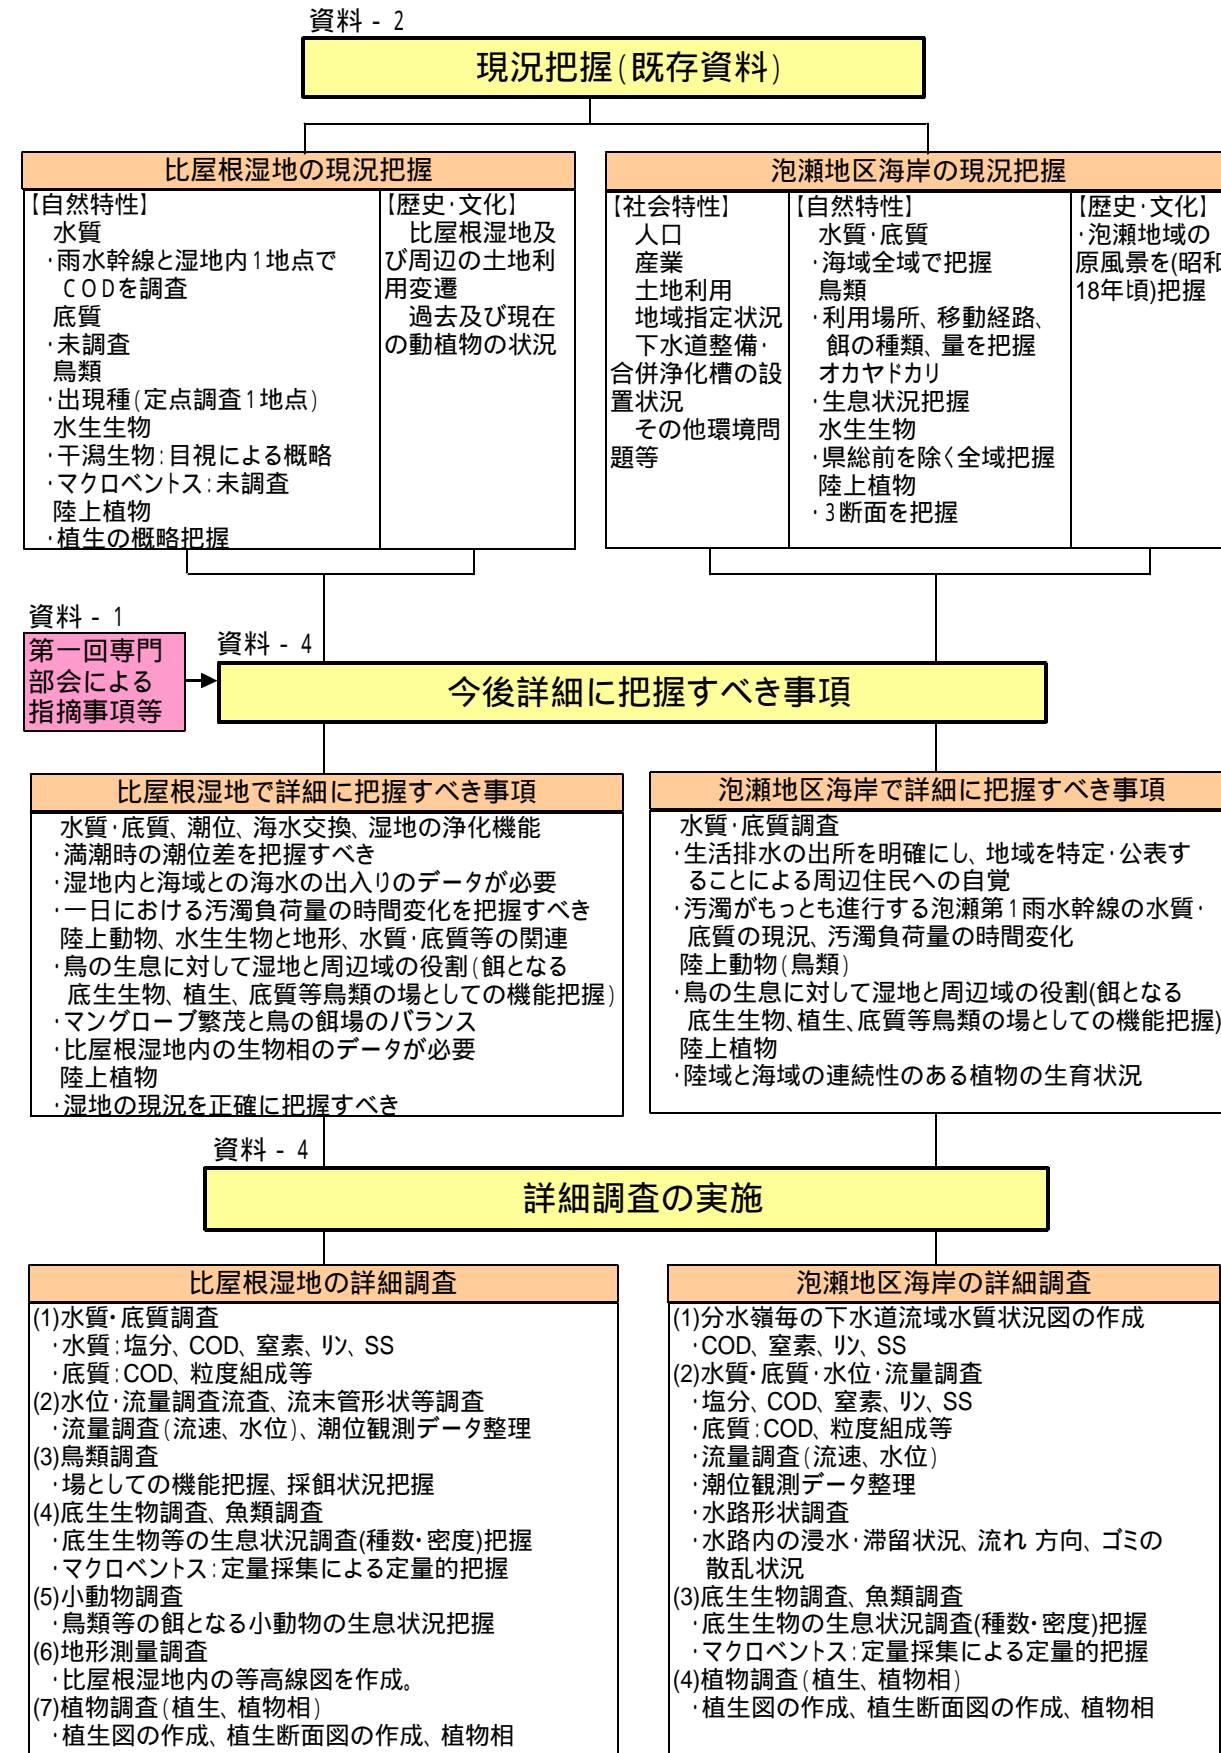 資料 - 2
現況把握(既存資料)
比屋根湿地の現況把握
【自然特性】
水質
・雨水幹線と湿地内1地点で
CODを調査
底質
・未調査
鳥類
・出現種(定点調査1地点)
水生生物
・干潟生物:目視による概略
・マクロベントス:未調査
陸上植物
・植生の概略把握
【歴史・文化】
比屋根湿地及
び周辺の土地利
用変遷
過去及び現在
の動植物の状況
泡瀬地区海岸の現況把握
【社会特性】
人口
産業
土地利用
地域指定状況
下水道整備・
合併浄化槽の設
置状況
その他環境問
題等
【自然特性】
水質・底質
・海域全域で把握
鳥類
・利用場所、移動経路、
餌の種類、量を把握
オカヤドカリ
・生息状況把握
水生生物
・県総前を除く全域把握
陸上植物
・3断面を把握
【歴史・文化】
・泡瀬地域の
原風景を(昭和
18年頃)把握
資料 - 1
第一回専門
部会による
指摘事項等
資料 - 4
今後詳細に把握すべき事項
比屋根湿地で詳細に把握すべき事項
水質・底質、潮位、海水交換、湿地の浄化機能
・満潮時の潮位差を把握すべき
・湿地内と海域との海水の出入りのデータが必要
・一日における汚濁負荷量の時間変化を把握すべき
陸上動物、水生生物と地形、水質・底質等の関連
・鳥の生息に対して湿地と周辺域の役割(餌となる
底生生物、植生、底質等鳥類の場としての機能把握)
・マングローブ繁茂と鳥の餌場のバランス
・比屋根湿地内の生物相のデータが必要
陸上植物
・湿地の現況を正確に把握すべき
泡瀬地区海岸で詳細に把握すべき事項
水質・底質調査
・生活排水の出所を明確にし、地域を特定・公表す
ることによる周辺住民への自覚
・汚濁がもっとも進行する泡瀬第1雨水幹線の水質・
底質の現況、汚濁負荷量の時間変化
陸上動物(鳥類)
・鳥の生息に対して湿地と周辺域の役割(餌となる
底生生物、植生、底質等鳥類の場としての機能把握)
陸上植物
・陸域と海域の連続性のある植物の生育状況
資料 - 4
詳細調査の実施
比屋根湿地の詳細調査
(1)水質・底質調査
・水質:塩分、COD、窒素、リン、SS
・底質:COD、粒度組成等
(2)水位・流量調査流査、流末管形状等調査
・流量調査(流速、水位)、潮位観測データ整理
(3)鳥類調査
・場としての機能把握、採餌状況把握
(4)底生生物調査、魚類調査
・底生生物等の生息状況調査(種数・密度)把握
・マクロベントス:定量採集による定量的把握
(5)小動物調査
・鳥類等の餌となる小動物の生息状況把握
(6)地形測量調査
・比屋根湿地内の等高線図を作成。
(7)植物調査(植生、植物相)
・植生図の作成、植生断面図の作成、植物相
泡瀬地区海岸の詳細調査
(1)分水嶺毎の下水道流域水質状況図の作成
・COD、窒素、リン、SS
(2)水質・底質・水位・流量調査
・塩分、COD、窒素、リン、SS
・底質:COD、粒度組成等
・流量調査(流速、水位)
・潮位観測データ整理
・水路形状調査
・水路内の浸水・滞留状況、流れ 方向、ゴミの
散乱状況
(3)底生生物調査、魚類調査
・底生生物の生息状況調査(種数・密度)把握
・マクロベントス:定量採集による定量的把握
(4)植物調査(植生、植物相)
・植生図の作成、植生断面図の作成、植物相